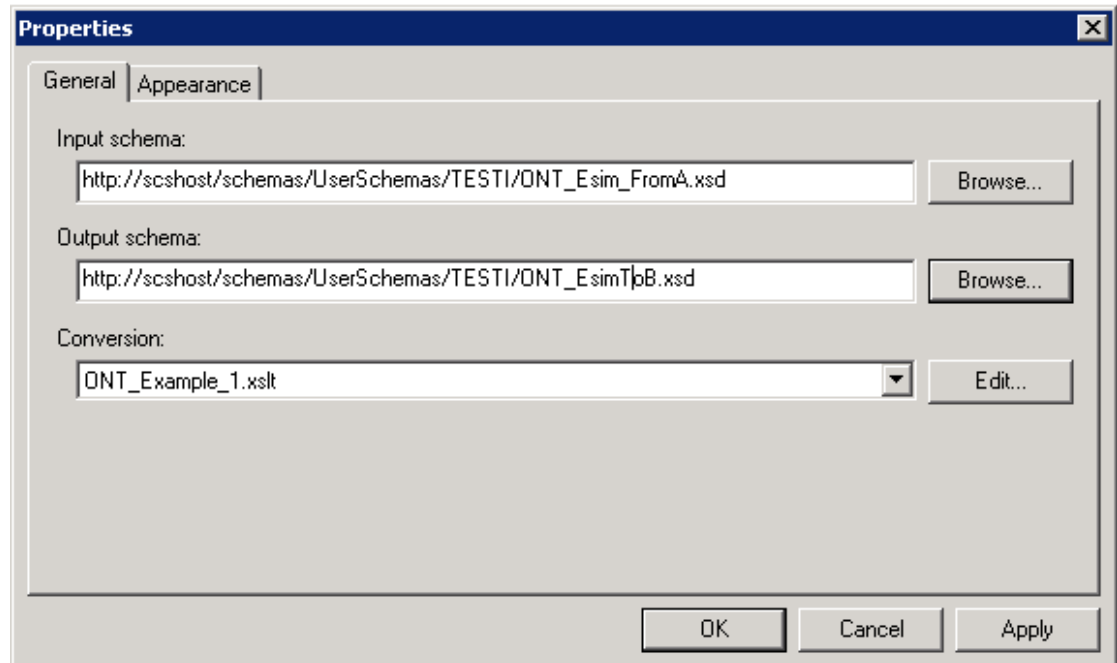 Properties
General Appearance
Input schema:
http://scshost/schemas/UserSchemas/TESTI/ONT_Esim_FromA.xsd Browse...
Output schema:
http://scshost/schemas/UserSchemas/TESTI/ONT_EsimToB.xsd Browse...
Conversion:
ONT_Example_1.xslt Edit...
OK Cancel Apply